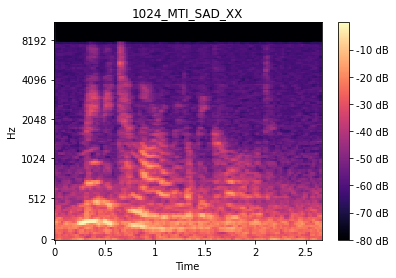 1024_MTI_SAD_XX
8192
4096
2048
1024
512
0
Hz
0
0.5
1
1.5
2
2.5
Time
-10 dB
-20 dB
-30 dB
-40 dB
-50 dB
-60 dB
-70 dB
-80 dB